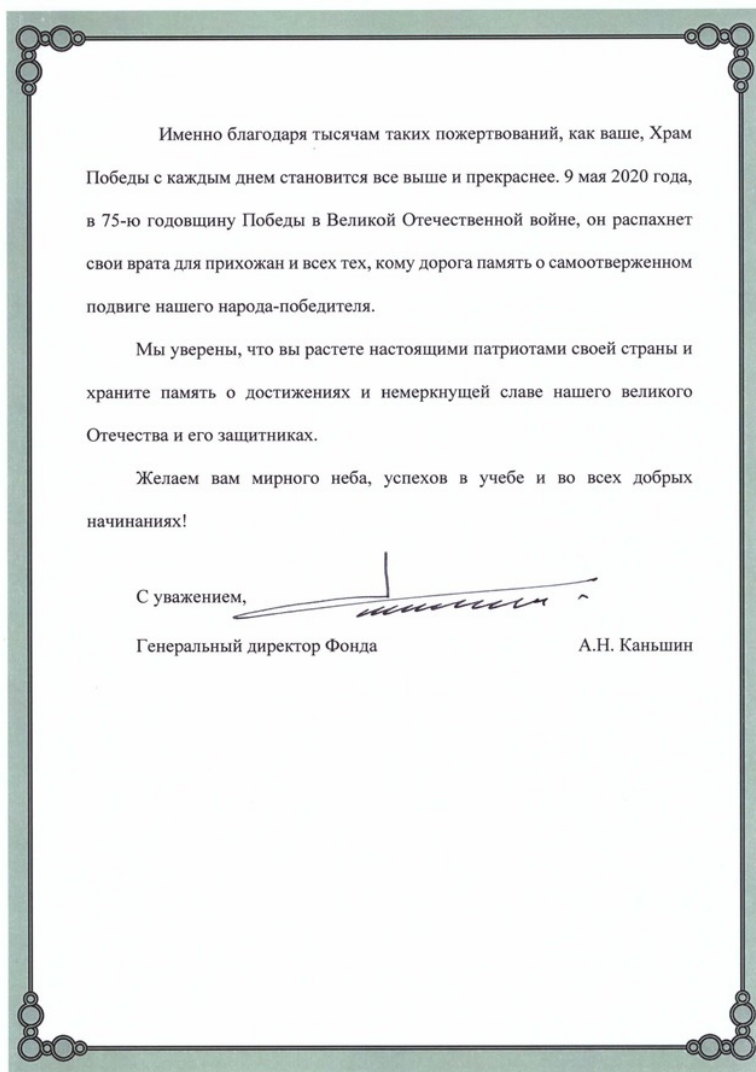 Именно благодаря тысячам таких пожертвований, как ваше, Храм
Победы с каждым днем становится все выше и прекраснее. 9 мая 2020 года,
в 75-ю годовщину Победы в Великой Отечественной войне, он распахнет
свои врата для прихожан и всех тех, кому дорога память о самоотверженном
подвиге нашего народа-победителя.
Мы уверены, что вы растете настоящими патриотами своей страны и
храните память о достижениях и немеркнущей славе нашего великого
Отечества и его защитниках.
Желаем вам мирного неба, успехов в учебе и во всех добрых
начинаниях!
С уважением,
Генеральный директор Фонда А.Н. Каньшин